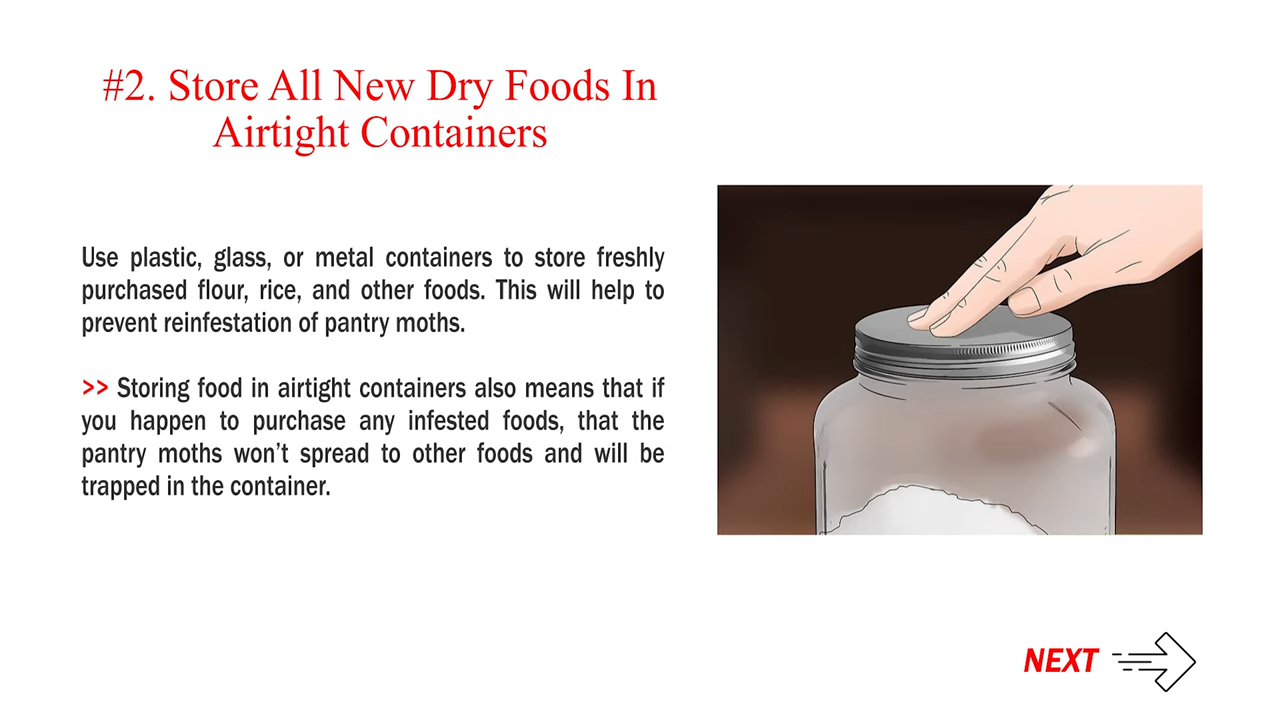 #2. Store All New Dry Foods In
Airtight Containers
Use plastic, glass, or metal containers to store freshly
purchased flour, rice, and other foods. This will help to
prevent reinfestation of pantry moths.
>> Storing food in airtight containers also means that if
you happen to purchase any infested foods, that the
pantry moths won’t spread to other foods and will be
trapped in the container.
NEXT